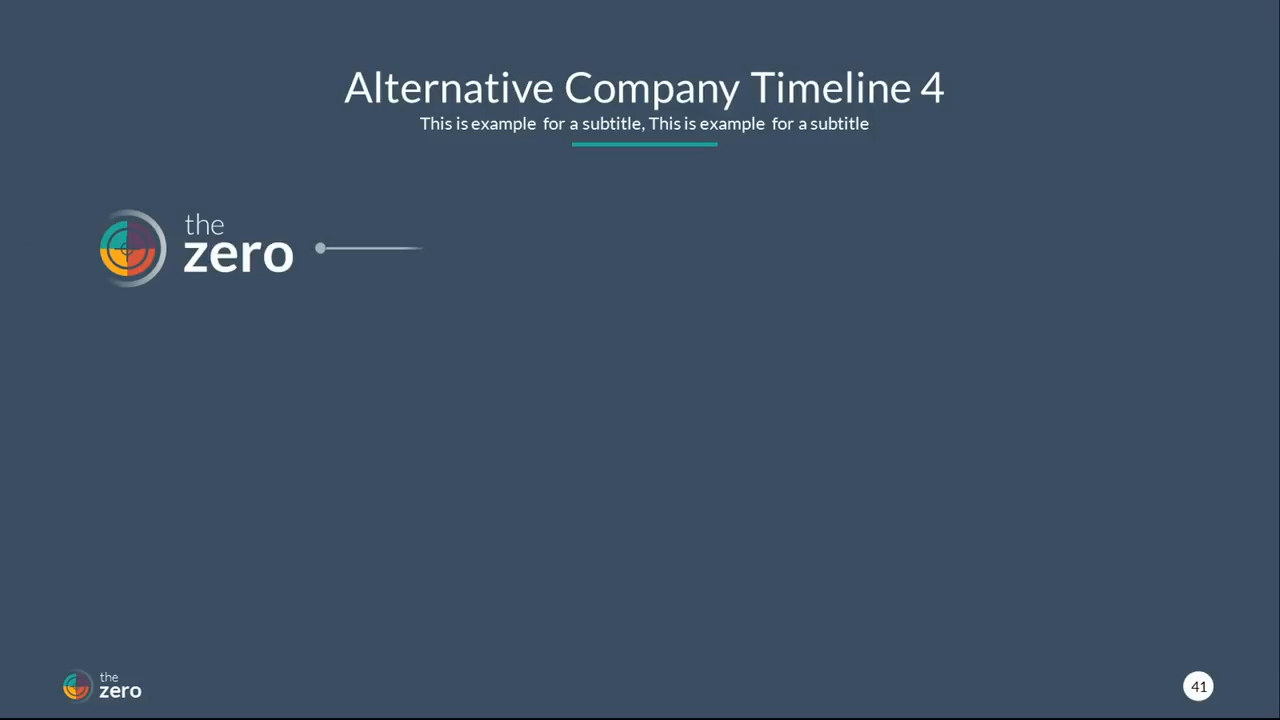 Alternative Company Timeline 4
This is example for a subtitle, This is example for a subtitle
the
zero
the
zero
41